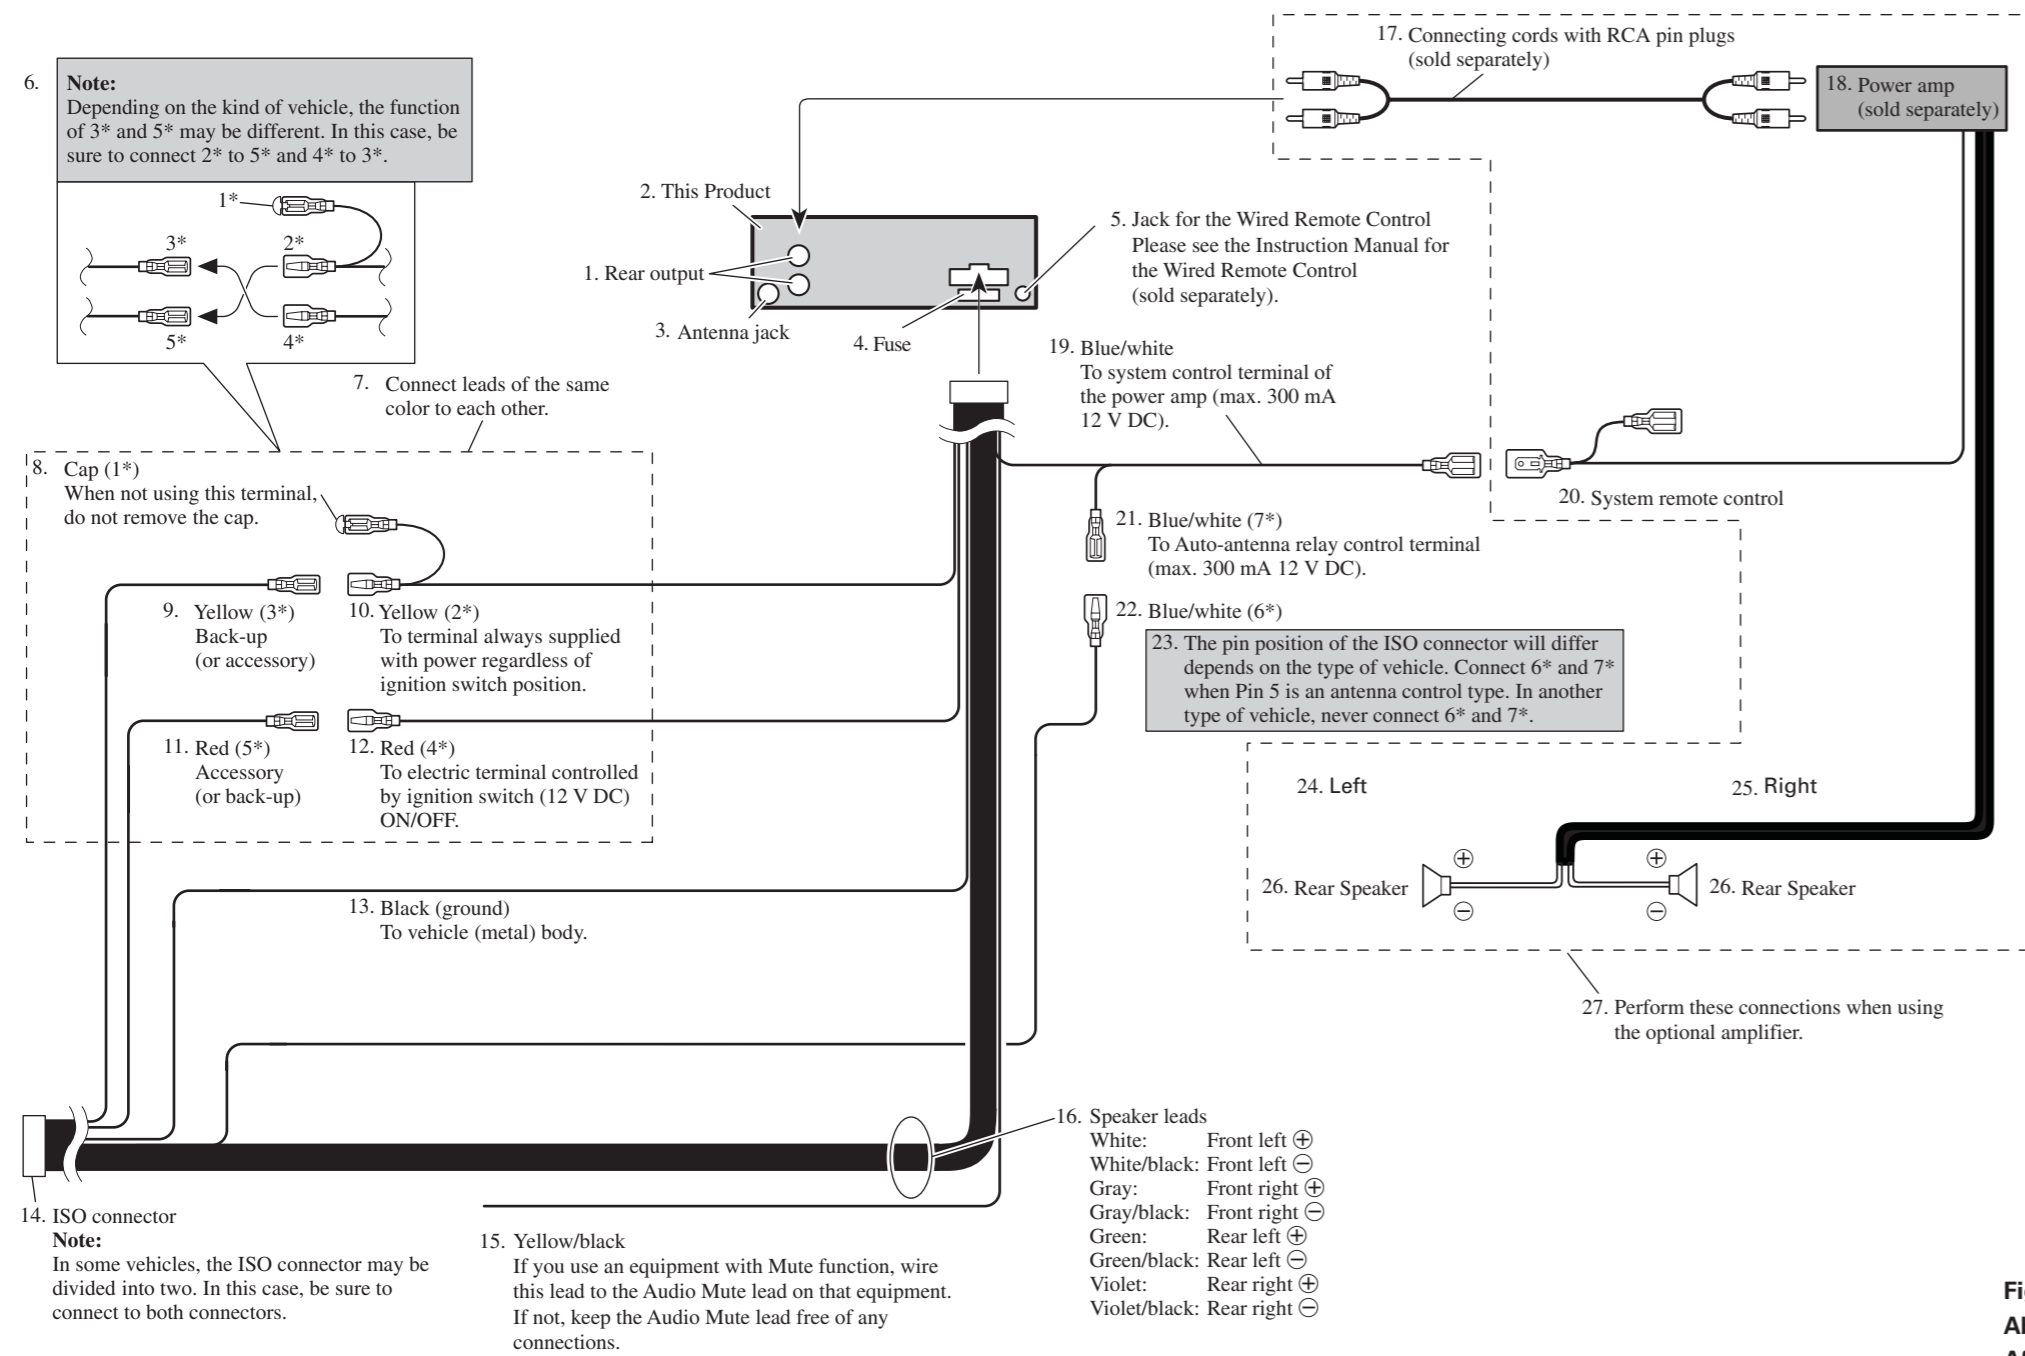 6. Note:
Depending on the kind of vehicle, the function
of 3* and 5* may be different. In this case, be
sure to connect 2* to 5* and 4* to 3*.
1*
3*
2*
5*
4*
7. Connect leads of the same
color to each other.
8. Cap (1*)
When not using this terminal,
do not remove the cap.
9. Yellow (3*)
Back-up
(or accessory)
10. Yellow (2*)
To terminal always supplied
with power regardless of
ignition switch position.
11. Red (5*)
Accessory
(or back-up)
12. Red (4*)
To electric terminal controlled
by ignition switch (12 V DC)
ON/OFF.
13. Black (ground)
To vehicle (metal) body.
14. ISO connector
Note:
In some vehicles, the ISO connector may be
divided into two. In this case, be sure to
connect to both connectors.
15. Yellow/black
If you use an equipment with Mute function, wire
this lead to the Audio Mute lead on that equipment.
If not, keep the Audio Mute lead free of any
connections.
2. This Product
1. Rear output
3. Antenna jack
4. Fuse
5. Jack for the Wired Remote Control
Please see the Instruction Manual for
the Wired Remote Control
(sold separately).
17. Connecting cords with RCA pin plugs
(sold separately)
18. Power amp
(sold separately)
19. Blue/white
To system control terminal of
the power amp (max. 300 mA
12 V DC).
20. System remote control
21. Blue/white (7*)
To Auto-antenna relay control terminal
(max. 300 mA 12 V DC).
22. Blue/white (6*)
23. The pin position of the ISO connector will differ
depends on the type of vehicle. Connect 6* and 7*
when Pin 5 is an antenna control type. In another
type of vehicle, never connect 6* and 7*.
24. Left
25. Right
⊕
⊕
26. Rear Speaker
26. Rear Speaker
⊖
⊖
27. Perform these connections when using
the optional amplifier.
16. Speaker leads
White: Front left ⊕
White/black: Front left ⊖
Gray: Front right ⊕
Gray/black: Front right ⊖
Green: Rear left ⊕
Green/black: Rear left ⊖
Violet: Rear right ⊕
Violet/black: Rear right ⊖